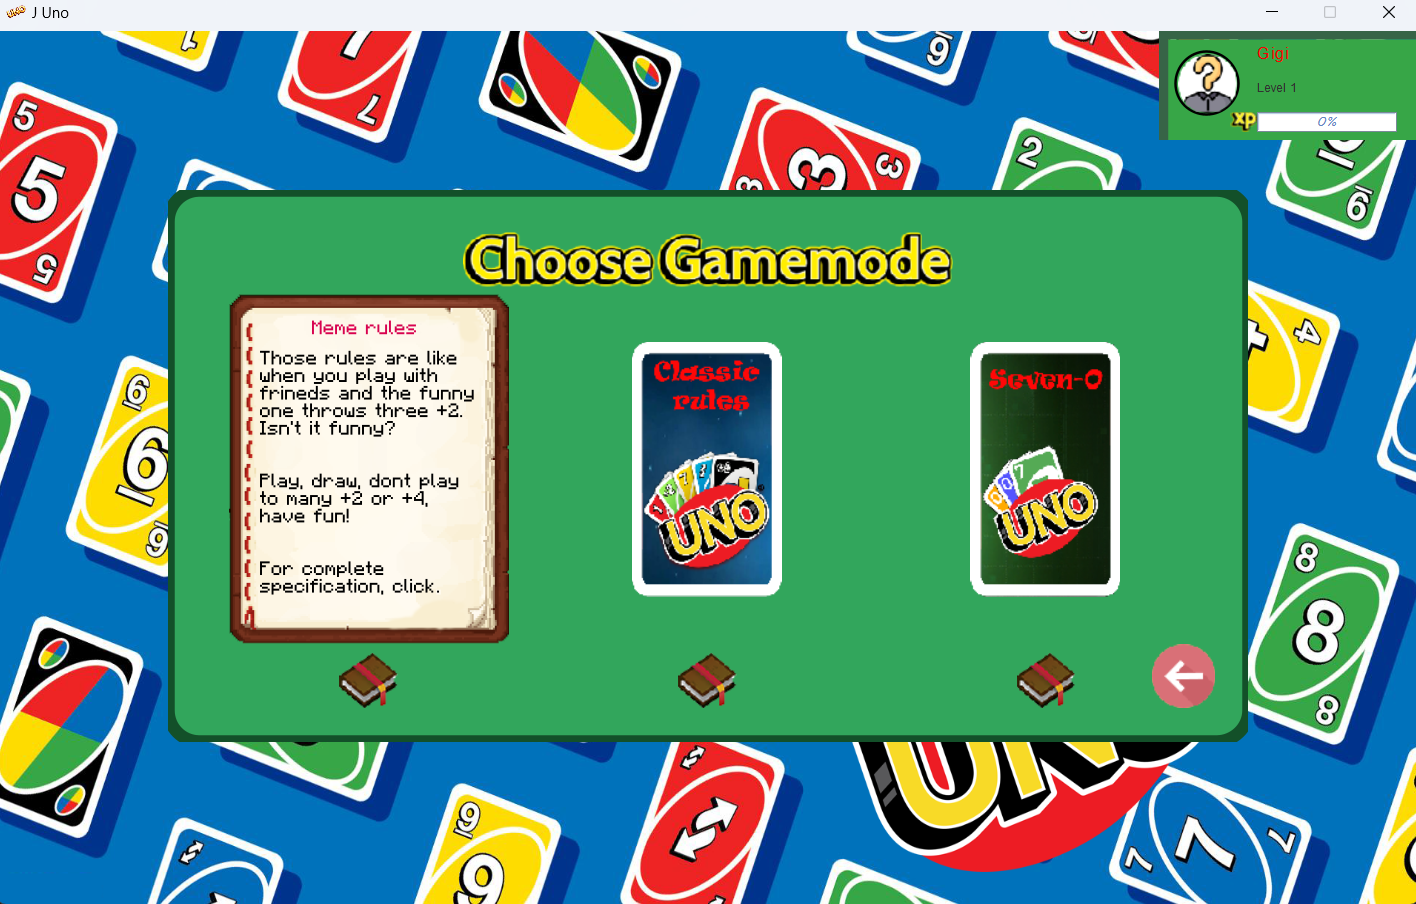 J Uno
Gigi
Level 1
xp
0%
Choose Gamemode
Meme rules
Those rules are like
when you play with
frineds and the funny
one throws three +2.
Isn't it funny?
Play, draw, dont play
to many +2 or +4,
have fun!
For complete
specification, click.
Classic
rules
UNO
Seven-0
UNO
UNO